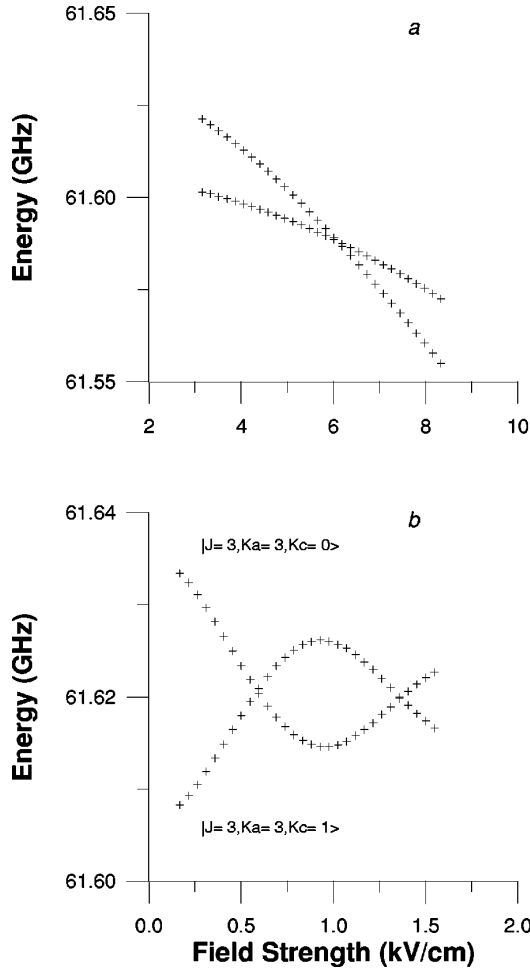 61.65
a
61.60
Energy (GHz)
61.55
2 4 6 8 10
61.64
b
|J= 3,Ka= 3,Kc= 0>
61.62
Energy (GHz)
|J= 3,Ka= 3,Kc= 1>
61.60
0.0 0.5 1.0 1.5 2.0
Field Strength (kV/cm)